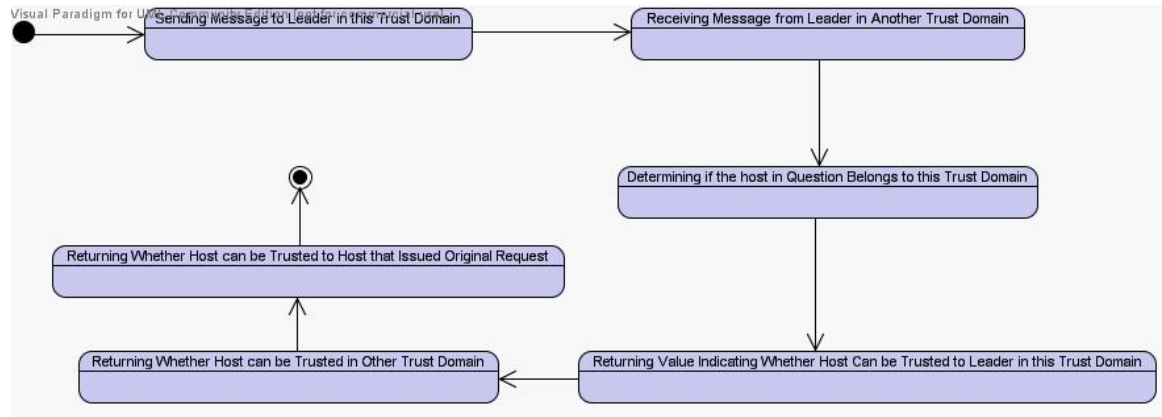 Visual Paradigm for UML Community Edition [not for commercial use]
Sending Message to Leader in this Trust Domain
Receiving Message from Leader in Another Trust Domain
Determining if the host in Question Belongs to this Trust Domain
Returning Value Indicating Whether Host Can be Trusted to Leader in this Trust Domain
Returning Whether Host can be Trusted in Other Trust Domain
Returning Whether Host can be Trusted to Host that Issued Original Request